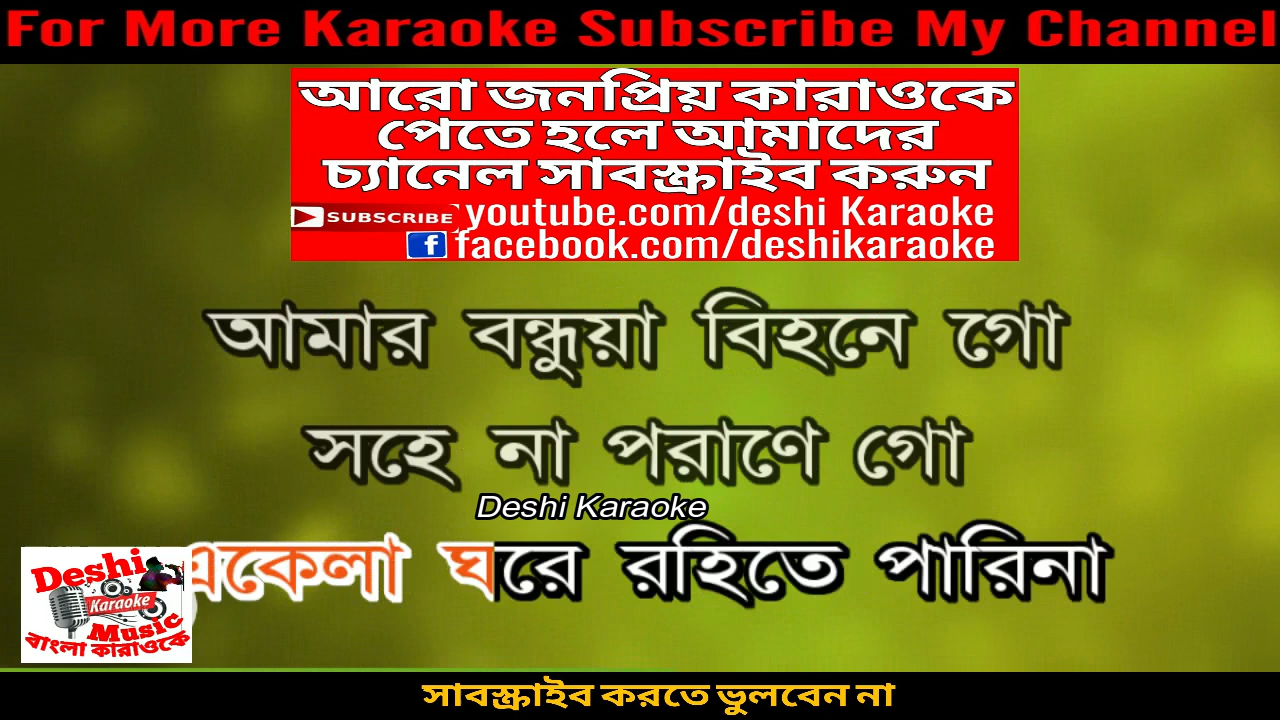 For More Karaoke Subscribe My Channel
আরো জনপ্রিয় কারাওকে
পেতে হলে আমাদের
চ্যানেল সাবস্ক্রাইব করুন
SUBSCRIBE youtube.com/deshi Karaoke
f facebook.com/deshikaraoke
আমার বন্ধুয়া বিহনে গো
সহে না পরাণে গো
Deshi Karaoke
একেলা ঘরে রহিতে পারিনা
Deshi
Karaoke
Music
বাংলা কারাওকে
সাবস্ক্রাইব করতে ভুলবেন না